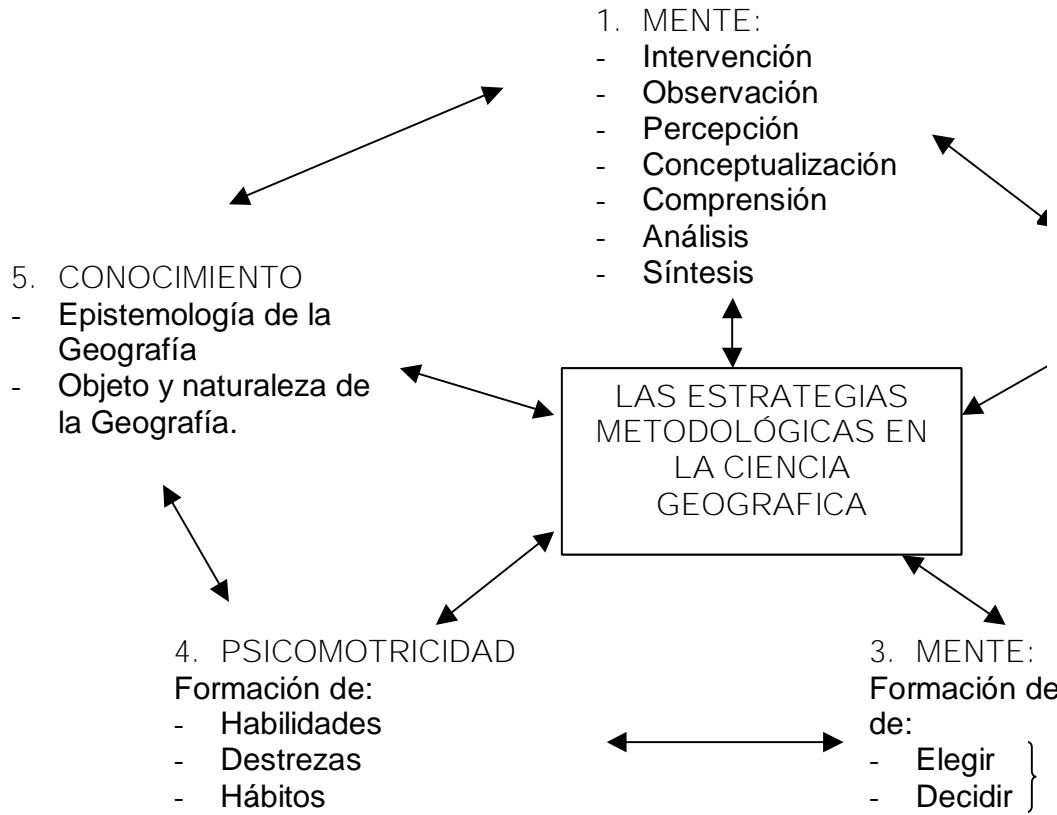 1. MENTE:
- Intervención
- Observación
- Percepción
- Conceptualización
- Comprensión
- Análisis
- Síntesis
5. CONOCIMIENTO
- Epistemología de la
Geografía
- Objeto y naturaleza de
la Geografía.
LAS ESTRATEGIAS
METODOLÓGICAS EN
LA CIENCIA
GEOGRAFICA
4. PSICOMOTRICIDAD
Formación de:
- Habilidades
- Destrezas
- Hábitos
3. MENTE:
Formación de
de:
- Elegir
- Decidir